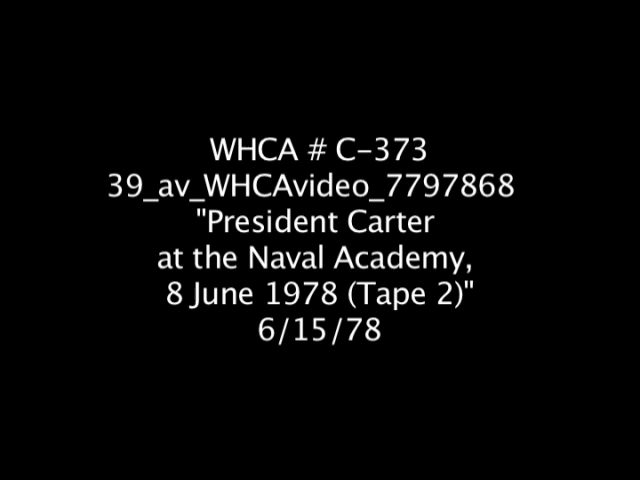 WHCA # C-373
39_av_WHCAvideo_7797868
"President Carter
at the Naval Academy,
8 June 1978 (Tape 2)"
6/15/78